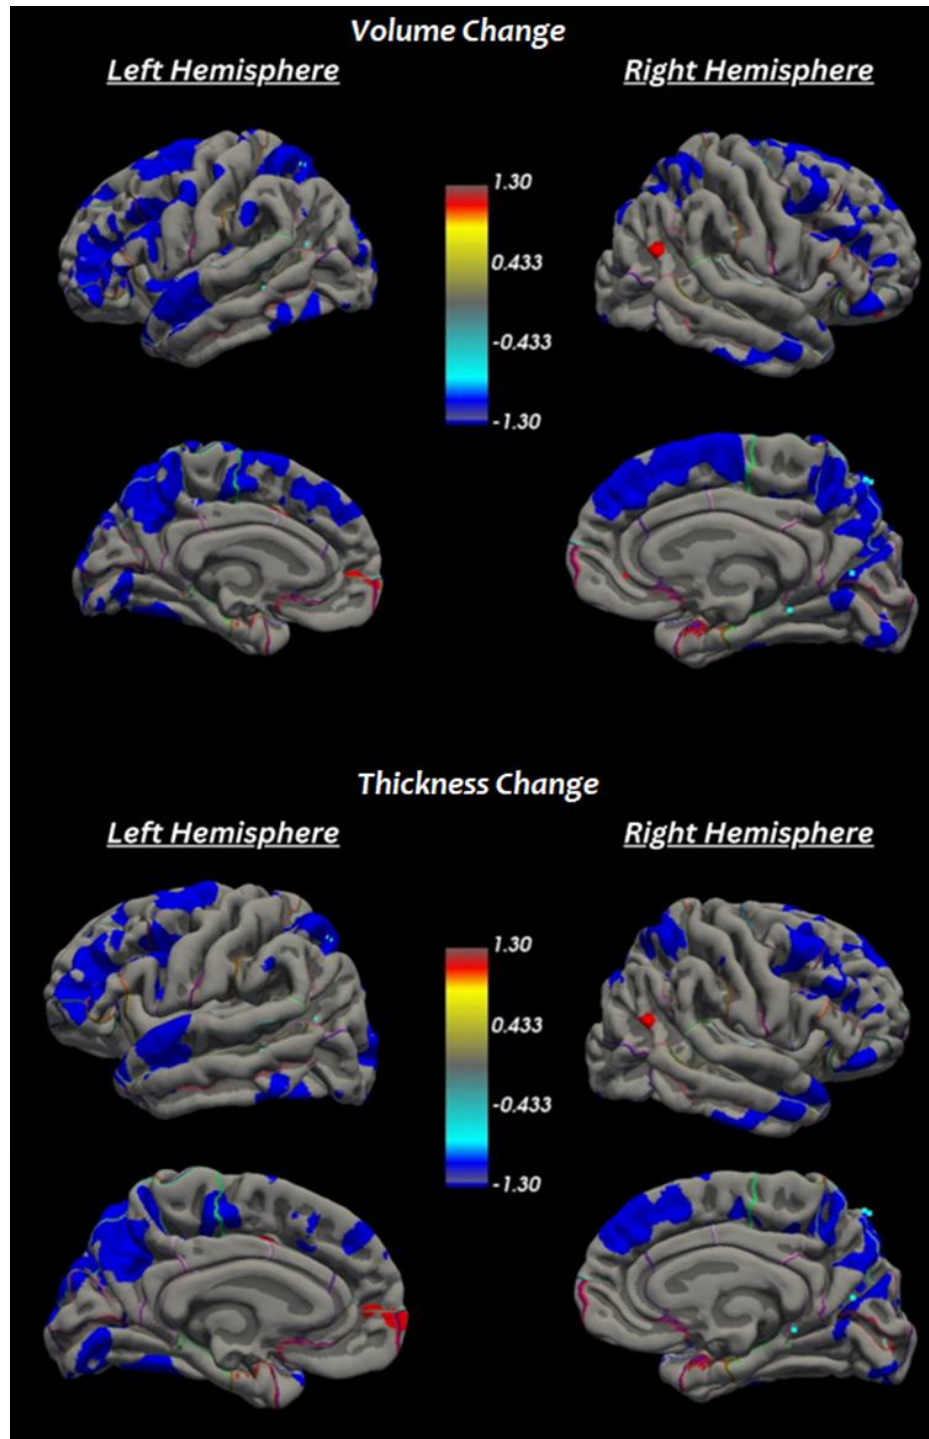 Volume Change
Left Hemisphere
Right Hemisphere
1.30
0.433
-0.433
-1.30
Thickness Change
Left Hemisphere
Right Hemisphere
1.30
0.433
-0.433
-1.30